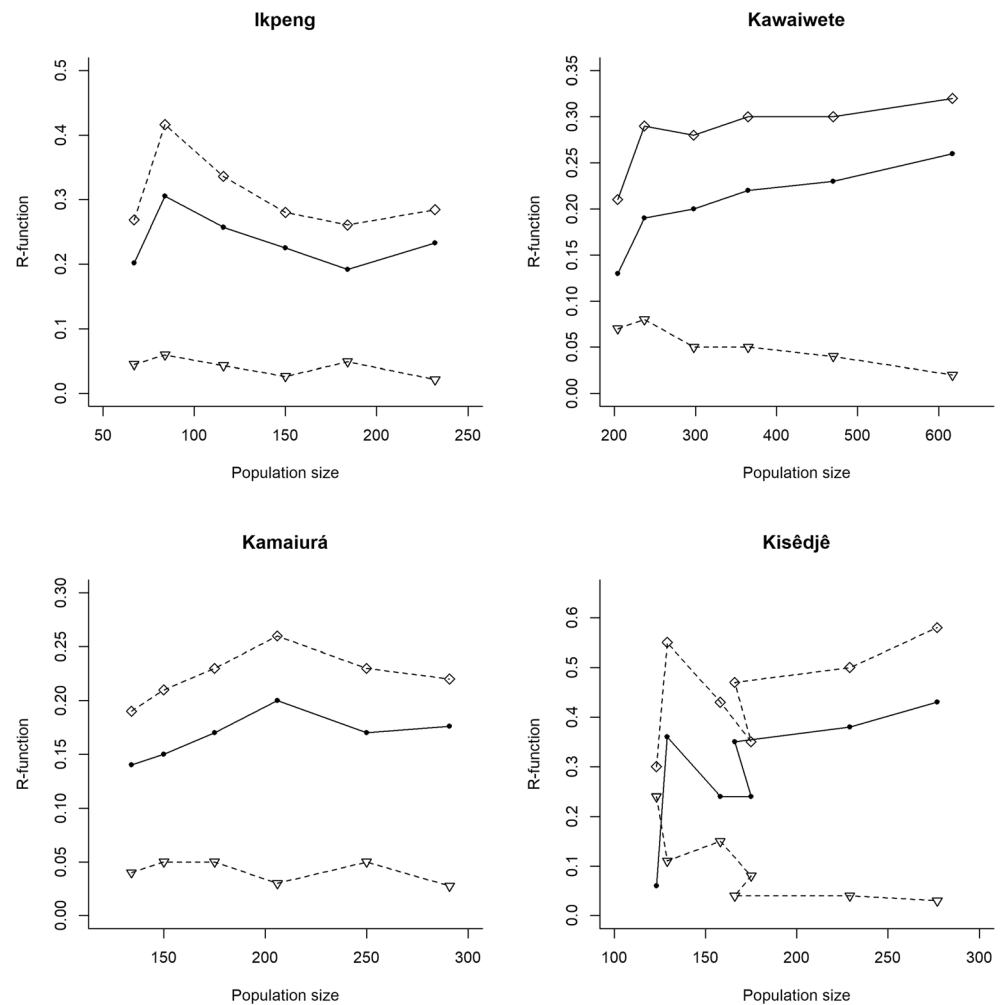 Ikpeng
R-function
0.5
0.4
0.3
0.2
0.1
0.0
50 100 150 200 250
Population size
Kawaiwete
R-function
0.35
0.30
0.25
0.20
0.15
0.10
0.05
0.00
200 300 400 500 600
Population size
Kamaiurá
R-function
0.30
0.25
0.20
0.15
0.10
0.05
0.00
150 200 250 300
Population size
Kisêdjê
R-function
0.6
0.5
0.4
0.3
0.2
0.1
0.0
100 150 200 250 300
Population size